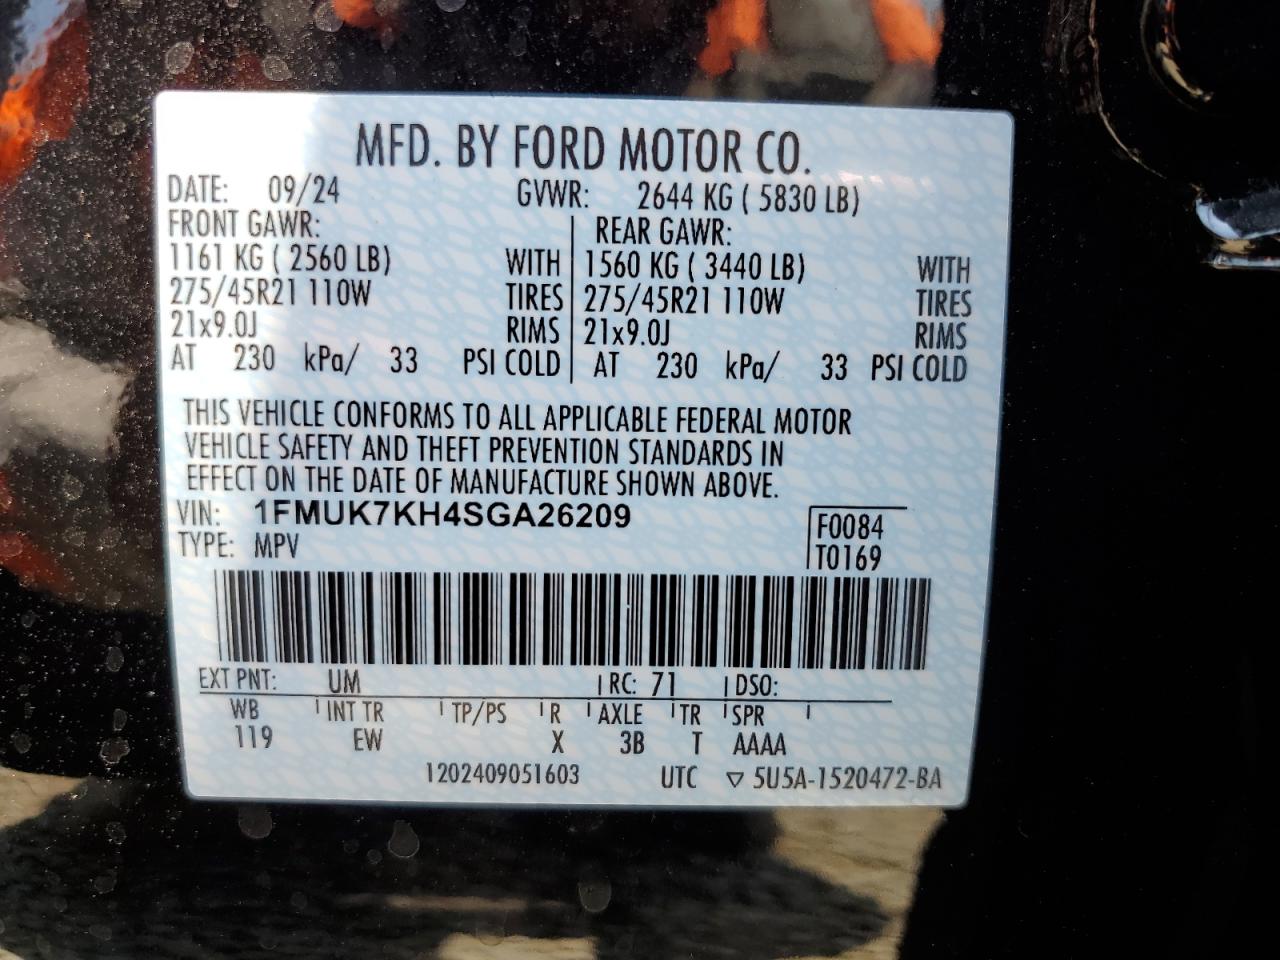 MFD. BY FORD MOTOR CO.
DATE: 09/24 GVWR: 2644 KG ( 5830 LB)
FRONT GAWR: REAR GAWR:
1161 KG ( 2560 LB) WITH 1560 KG ( 3440 LB) WITH
275/45R21 110W TIRES 275/45R21 110W TIRES
21x9.0J RIMS 21x9.0J RIMS
AT 230 kPa/ 33 PSI COLD AT 230 kPa/ 33 PSI COLD
THIS VEHICLE CONFORMS TO ALL APPLICABLE FEDERAL MOTOR
VEHICLE SAFETY AND THEFT PREVENTION STANDARDS IN
EFFECT ON THE DATE OF MANUFACTURE SHOWN ABOVE.
VIN: 1FMUK7KH4SGA26209 F0084
TYPE: MPV T0169
EXT PNT: UM RC: 71 DSO:
WB INT TR TP/PS R AXLE TR SPR
119 EW X 3B T AAAA
1202409051603 UTC ▽ 5U5A-1520472-BA